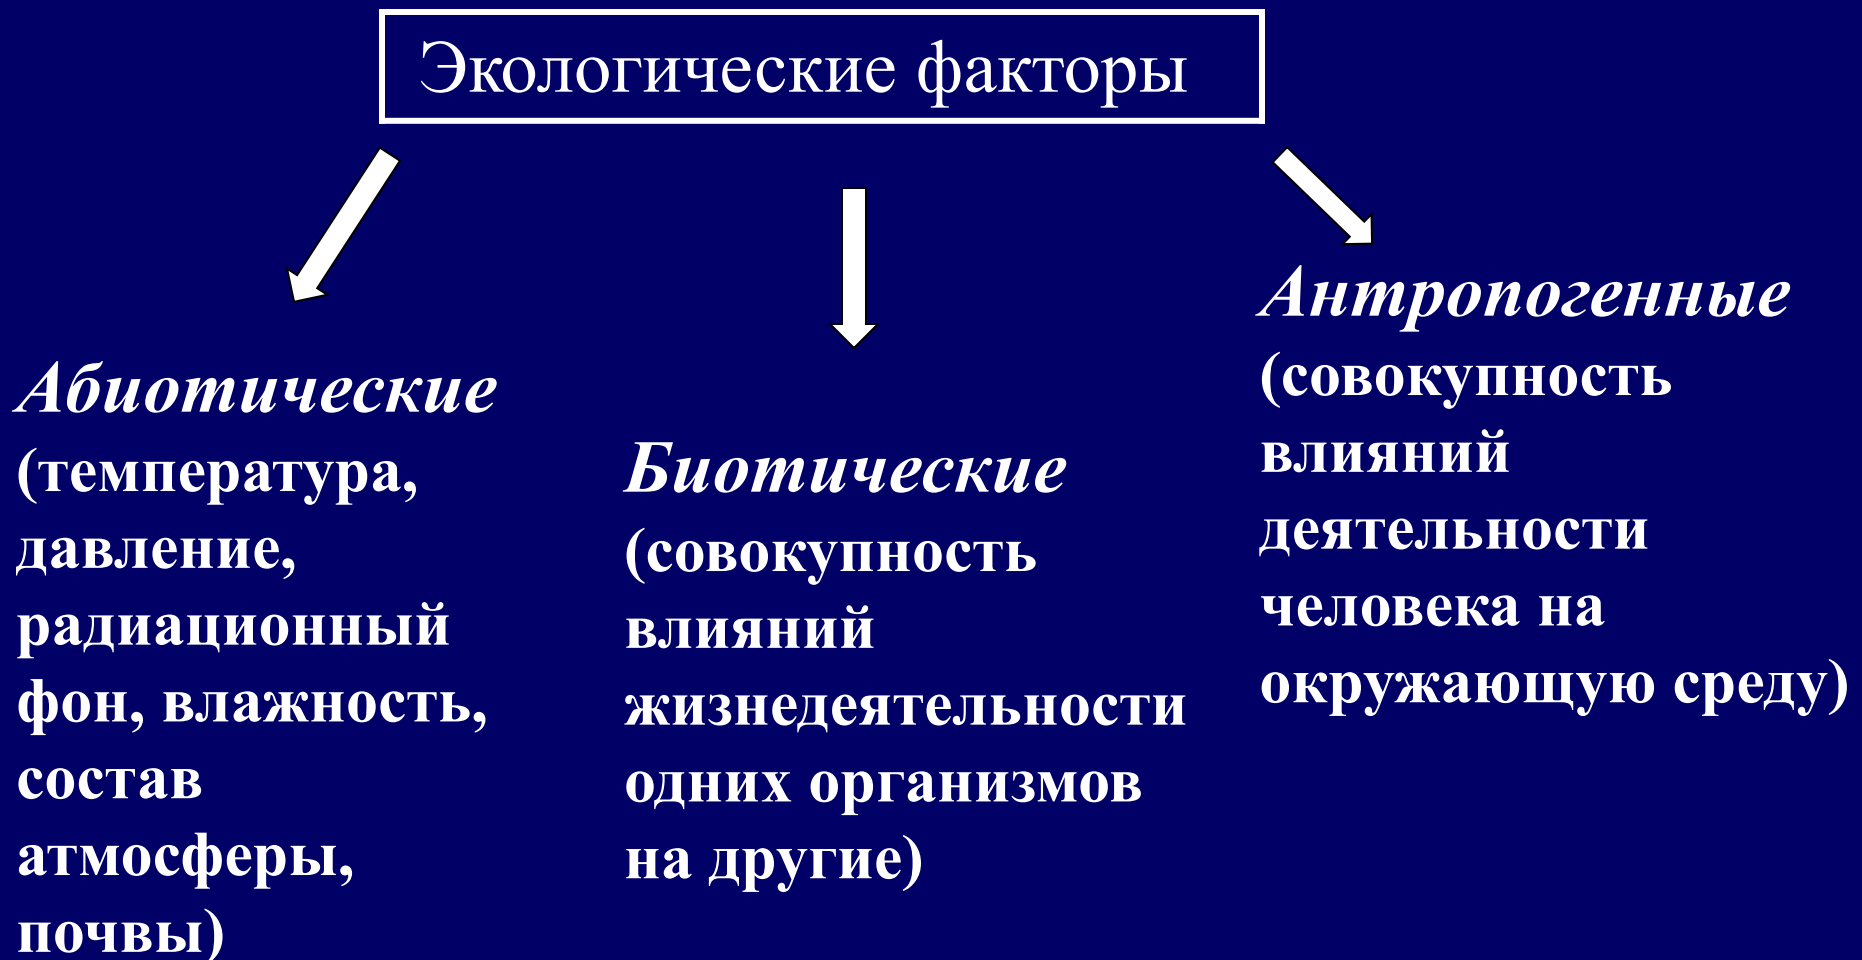 Экологические факторы
Абиотические
(температура,
давление,
радиационный
фон, влажность,
состав
атмосферы,
почвы)
Биотические
(совокупность
влияний
жизнедеятельности
одних организмов
на другие)
Антропогенные
(совокупность
влияний
деятельности
человека на
окружающую среду)